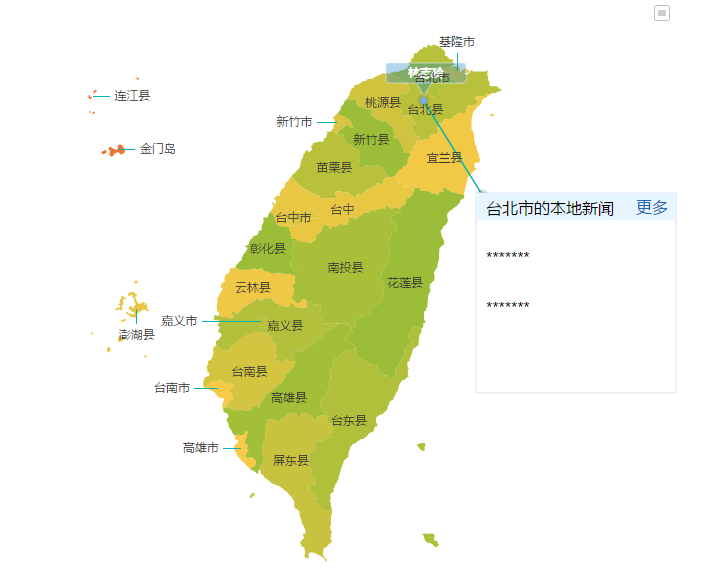 基隆市
台北市
连江县
桃源县
台北县
新竹市
新竹县
金门岛
宜兰县
苗栗县
台北市的本地新闻 更多
台中
台中市
彰化县
*******
南投县
花莲县
云林县
*******
嘉义市
嘉义县
澎湖县
台南县
台南市
高雄县
台东县
高雄市
屏东县